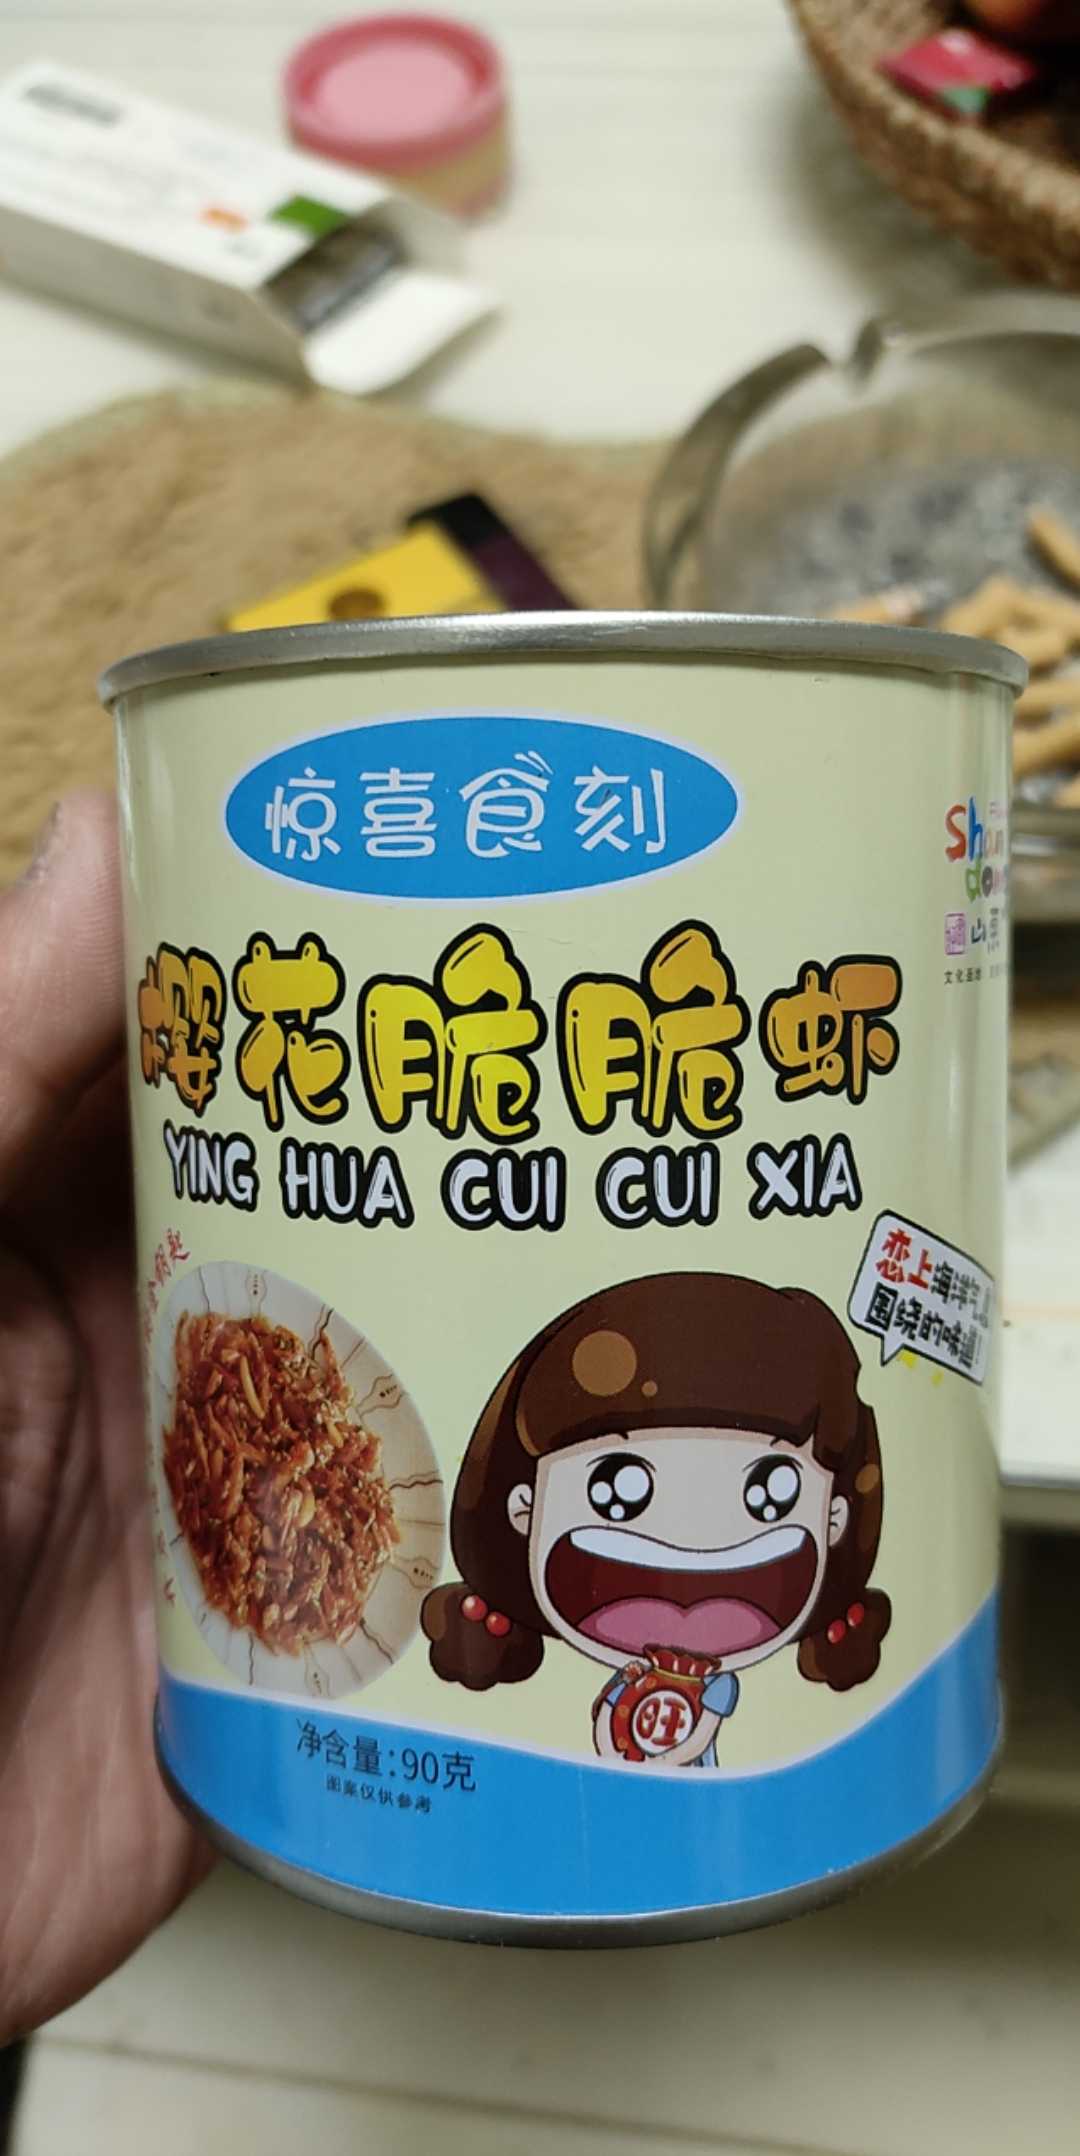 惊喜食刻
樱花脆脆虾
YING HUA CUI CUI XIA
恋上海洋气息
围绕的味道!
旺
净含量:90克
图案仅供参考